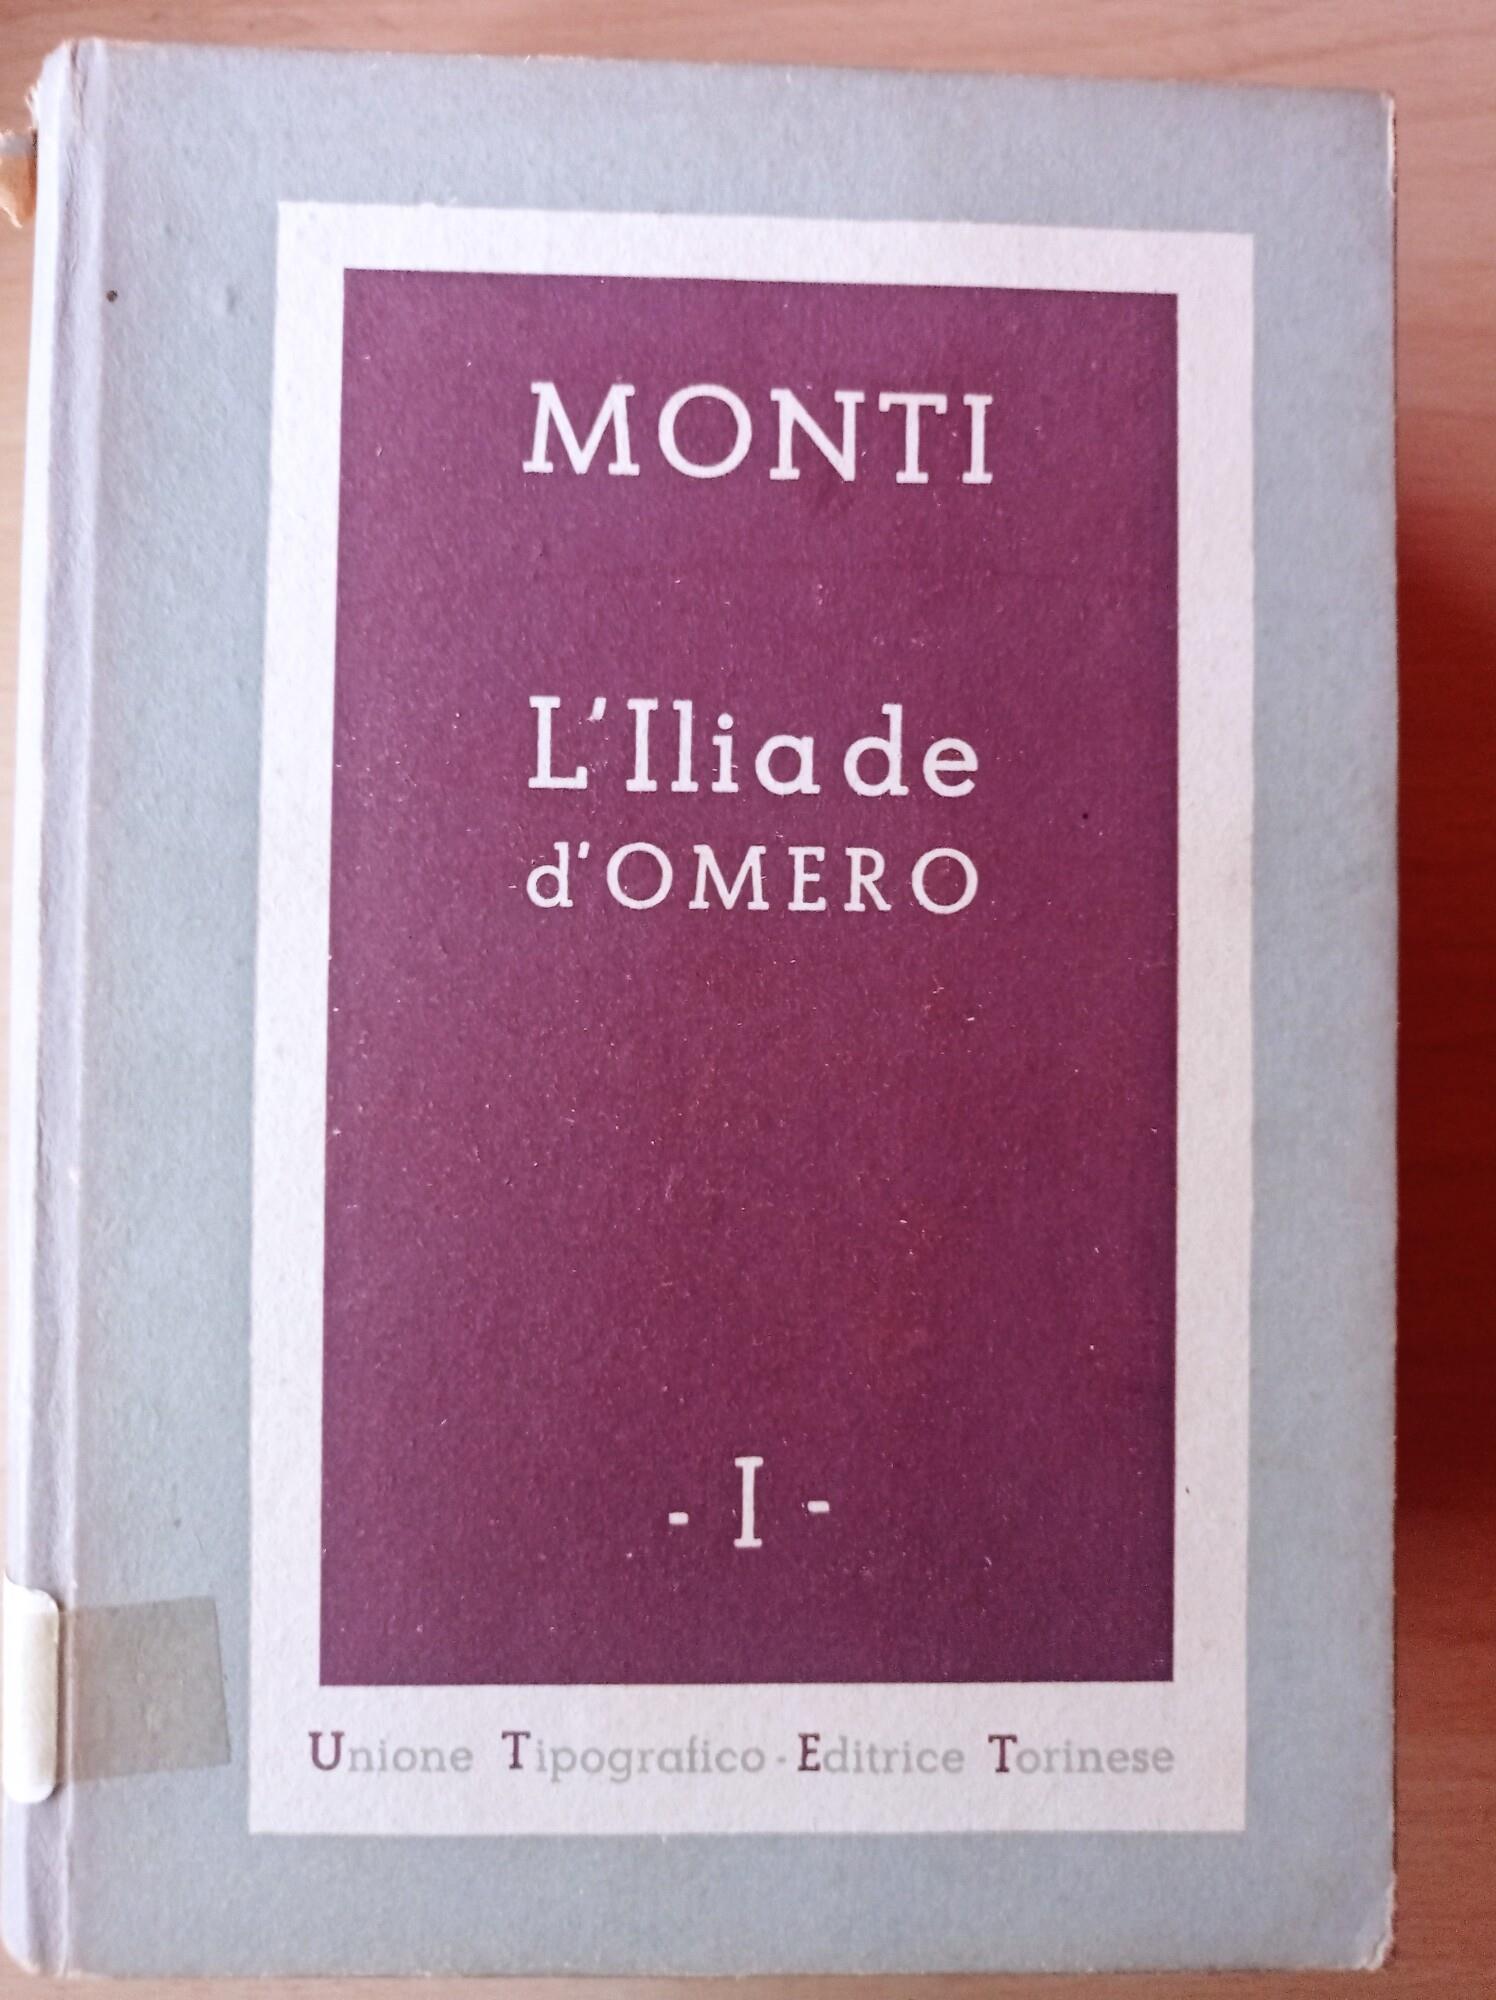 MONTI
L'Iliade
d'OMERO
- I -
Unione Tipografico - Editrice Torinese